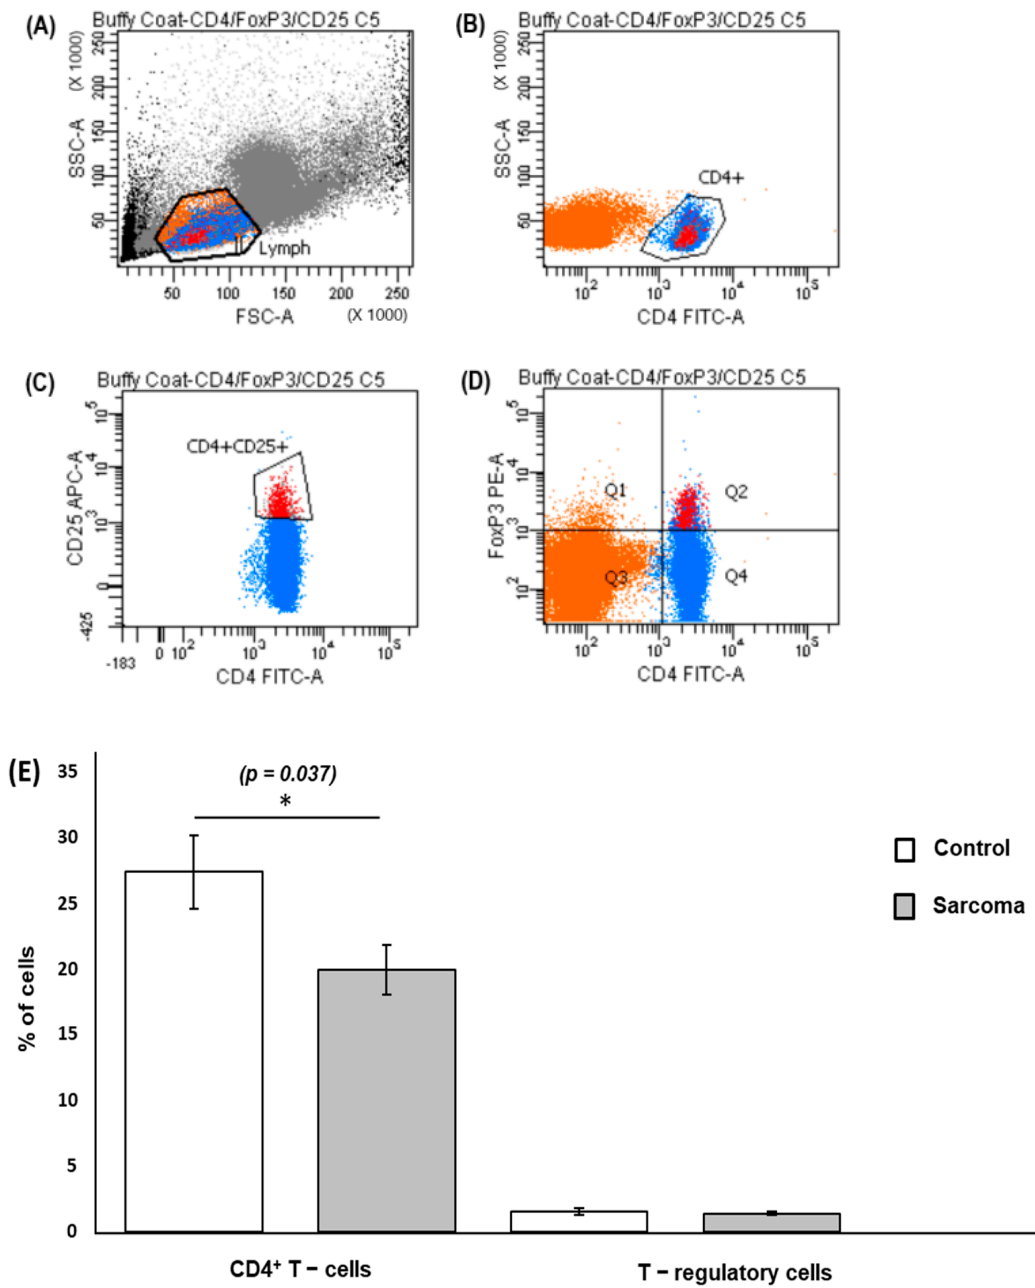 (A)
Buffy Coat-CD4/FoxP3/CD25 C5
SSC-A
(X 1000)
50 100 150 200 250
50 100 150 200 250
Lymph
FSC-A
(X 1000)
(B)
Buffy Coat-CD4/FoxP3/CD25 C5
SSC-A
(X 1000)
50 100 150 200 250
CD4+
10² 10³ 10⁴ 10⁵
CD4 FITC-A
(C)
Buffy Coat-CD4/FoxP3/CD25 C5
CD25 APC-A
-425 0 10³ 10⁴ 10⁵
CD4+CD25+
-183 0 10² 10³ 10⁴ 10⁵
CD4 FITC-A
(D)
Buffy Coat-CD4/FoxP3/CD25 C5
FoxP3 PE-A
10² 10³ 10⁴ 10⁵
Q1 Q2
Q3 Q4
10² 10³ 10⁴ 10⁵
CD4 FITC-A
(E)
35
30
25
20
15
10
5
0
% of cells
(p = 0.037)
*
Control
Sarcoma
CD4⁺ T – cells
T – regulatory cells